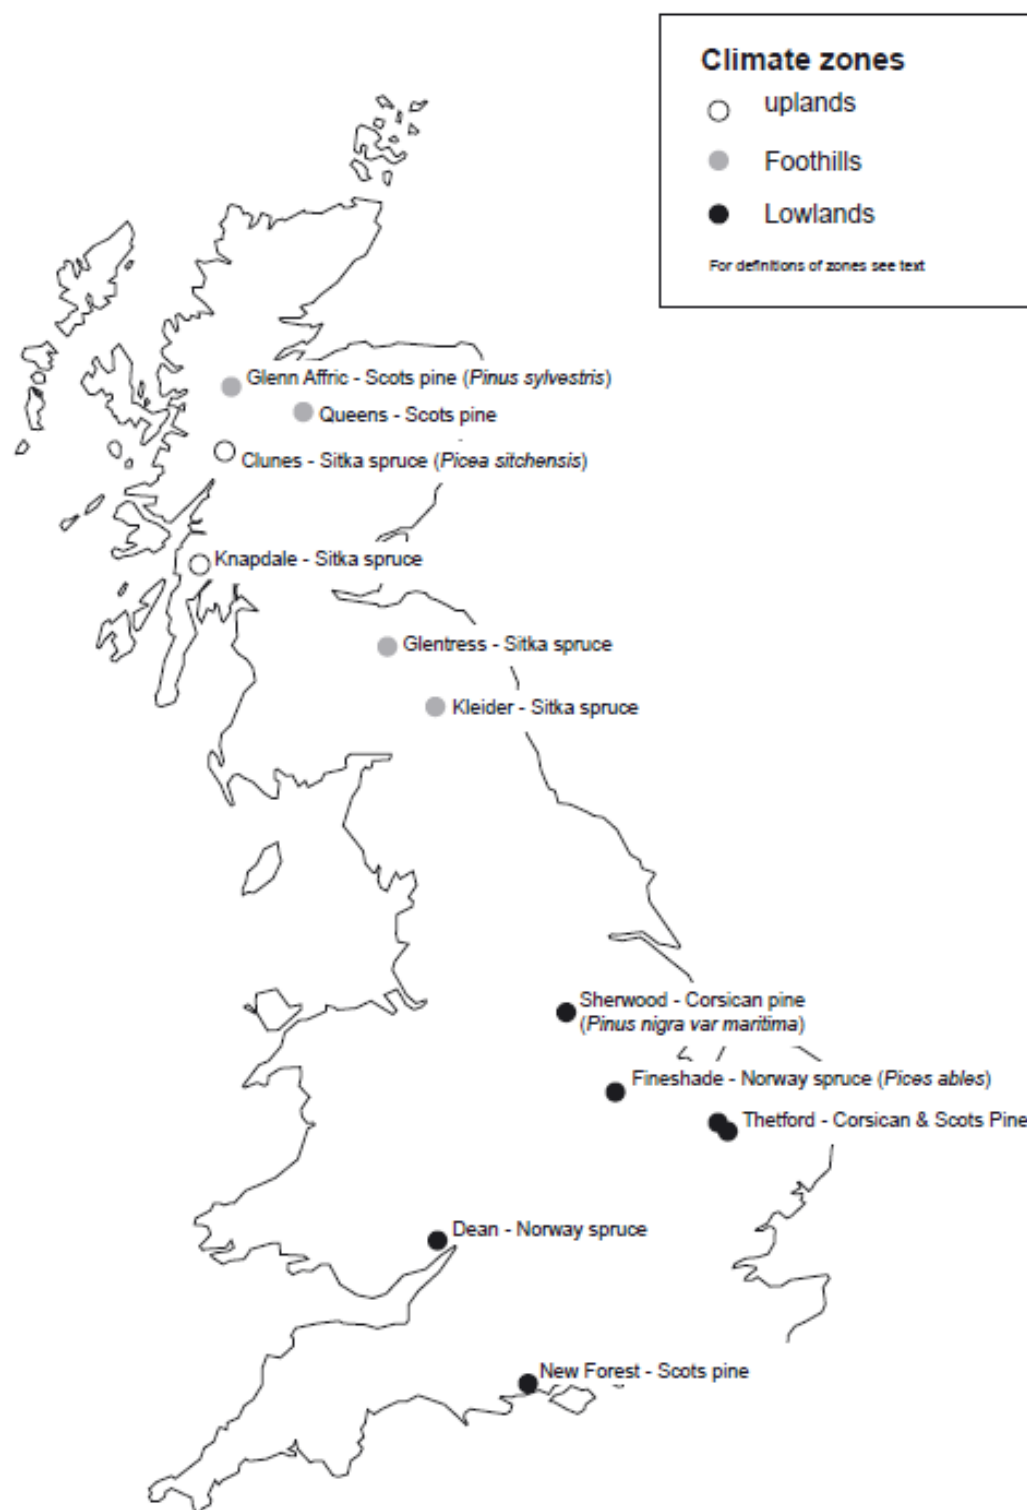 Climate zones
uplands
Foothills
Lowlands
For definitions of zones see text
Glenn Affric - Scots pine (Pinus sylvestris)
Queens - Scots pine
Clunes - Sitka spruce (Picea sitchensis)
Knapdale - Sitka spruce
Glentress - Sitka spruce
Kleider - Sitka spruce
Sherwood - Corsican pine
(Pinus nigra var maritima)
Fineshade - Norway spruce (Pices ables)
Thetford - Corsican & Scots Pine
Dean - Norway spruce
New Forest - Scots pine